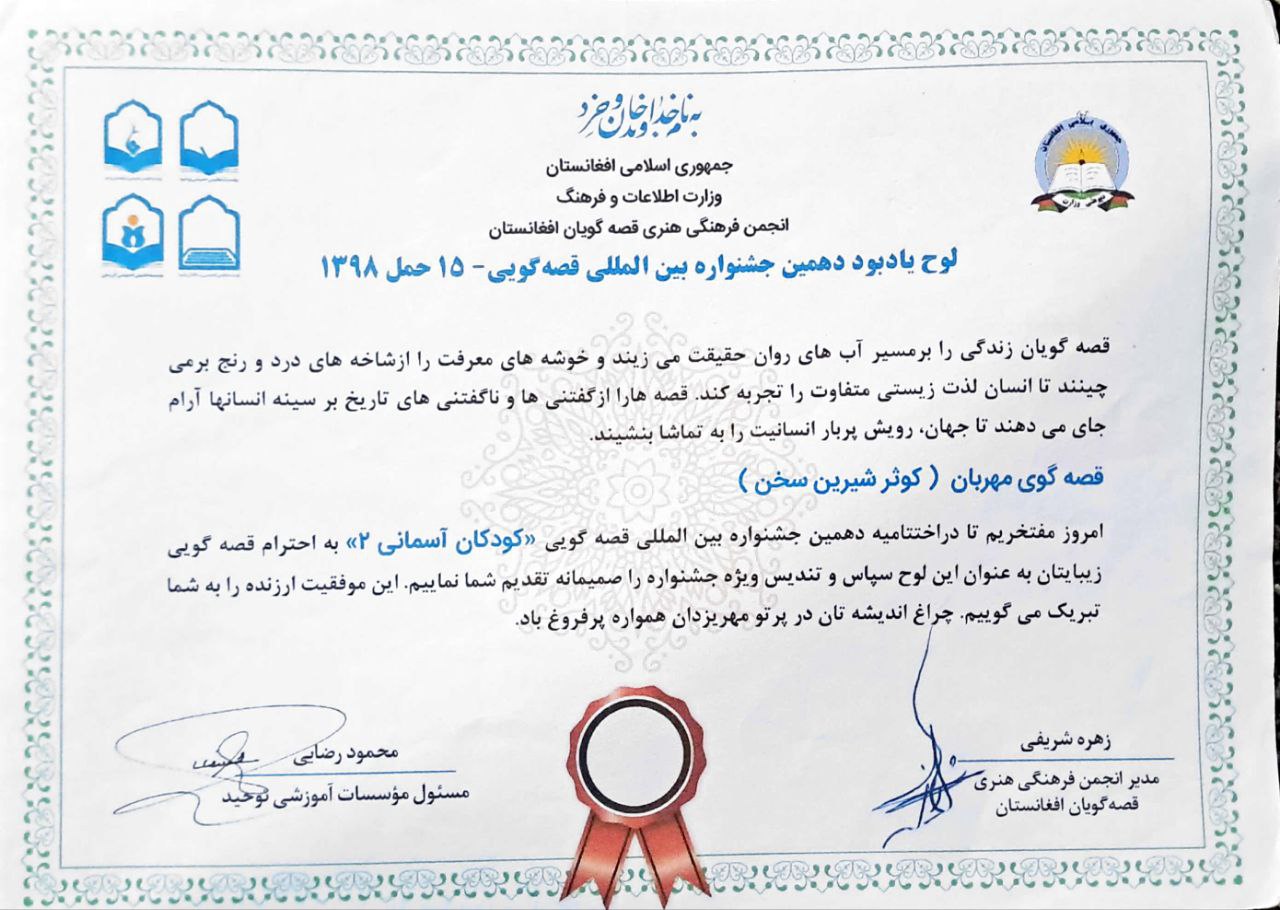 به نام خداوند جان و خرد
جمهوری اسلامی افغانستان
وزارت اطلاعات و فرهنگ
انجمن فرهنگی هنری قصه گویان افغانستان
لوح یادبود دهمین جشنواره بین المللی قصه‌گویی- ۱۵ حمل ۱۳۹۸
جمهوری اسلامی افغانستان
قصه گویان زندگی را برمسیر آب های روان حقیقت می زیند و خوشه های معرفت را ازشاخه های درد و رنج برمی
چینند تا انسان لذت زیستی متفاوت را تجربه کند. قصه هارا ازگفتنی ها و ناگفتنی های تاریخ بر سینه انسانها آرام
جای می دهند تا جهان، رویش پربار انسانیت را به تماشا بنشیند.
قصه گوی مهربان ( کوثر شیرین سخن )
امروز مفتخریم تا دراختتامیه دهمین جشنواره بین المللی قصه گویی «کودکان آسمانی ۲» به احترام قصه گویی
زیبایتان به عنوان این لوح سپاس و تندیس ویژه جشنواره را صمیمانه تقدیم شما نماییم. این موفقیت ارزنده را به شما
تبریک می گوییم. چراغ اندیشه تان در پرتو مهریزدان همواره پرفروغ باد.
زهره شریفی
مدیر انجمن فرهنگی هنری
قصه‌گویان افغانستان
محمود رضایی
مسئول مؤسسات آموزشی توحید